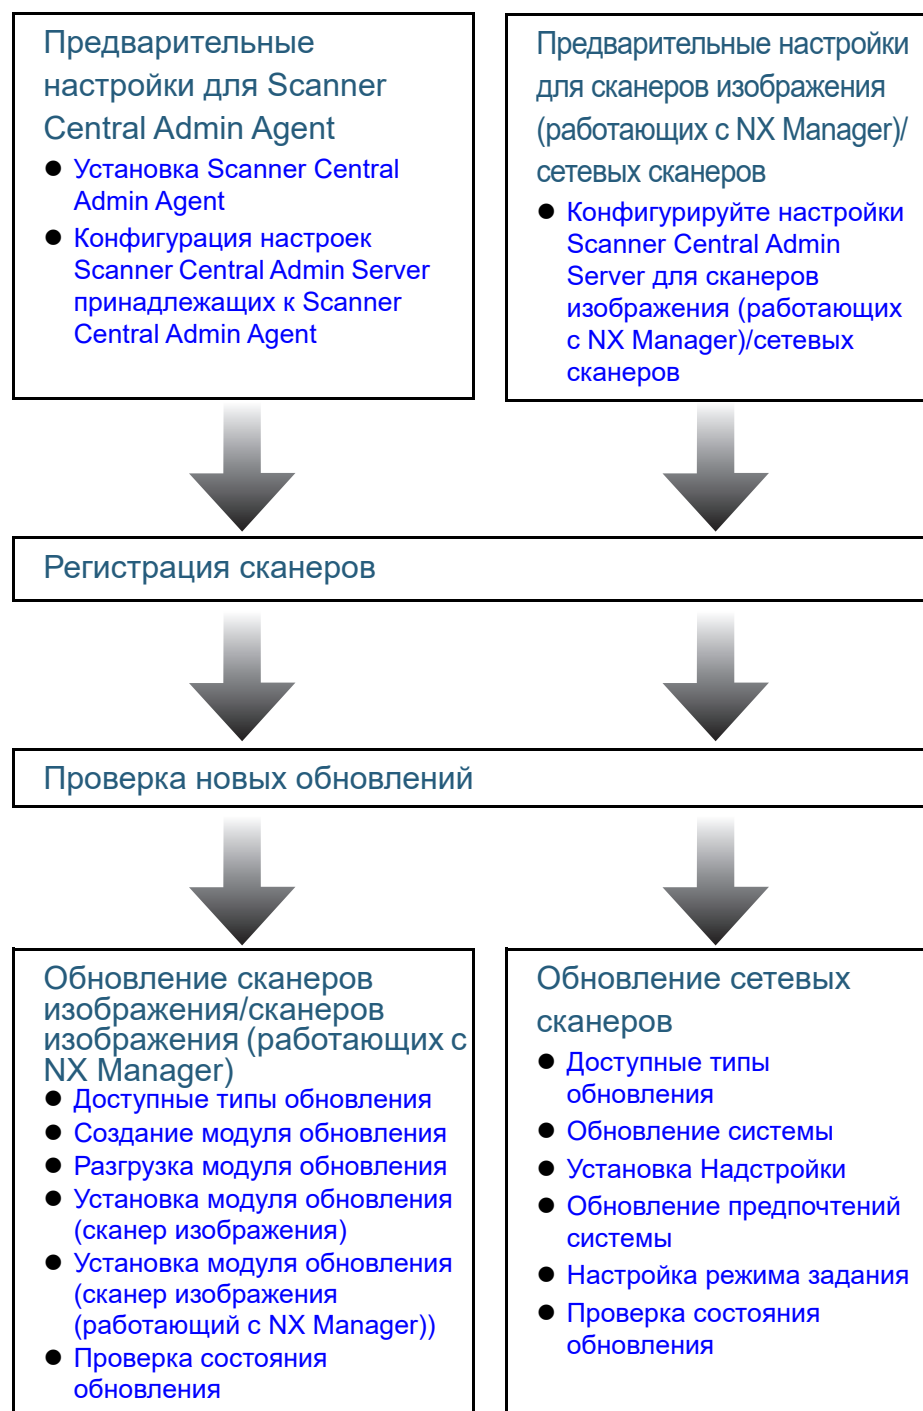 Предварительные
настройки для Scanner
Central Admin Agent
● Установка Scanner Central
Admin Agent
● Конфигурация настроек
Scanner Central Admin Server
принадлежащих к Scanner
Central Admin Agent
Предварительные настройки
для сканеров изображения
(работающих с NX Manager)/
сетевых сканеров
● Конфигурируйте настройки
Scanner Central Admin
Server для сканеров
изображения (работающих
с NX Manager)/сетевых
сканеров
Регистрация сканеров
Проверка новых обновлений
Обновление сканеров
изображения/сканеров
изображения (работающих с
NX Manager)
● Доступные типы обновления
● Создание модуля обновления
● Разгрузка модуля обновления
● Установка модуля обновления
(сканер изображения)
● Установка модуля обновления
(сканер изображения
(работающий с NX Manager))
● Проверка состояния
обновления
Обновление сетевых
сканеров
● Доступные типы
обновления
● Обновление системы
● Установка Надстройки
● Обновление предпочтений
системы
● Настройка режима задания
● Проверка состояния
обновления